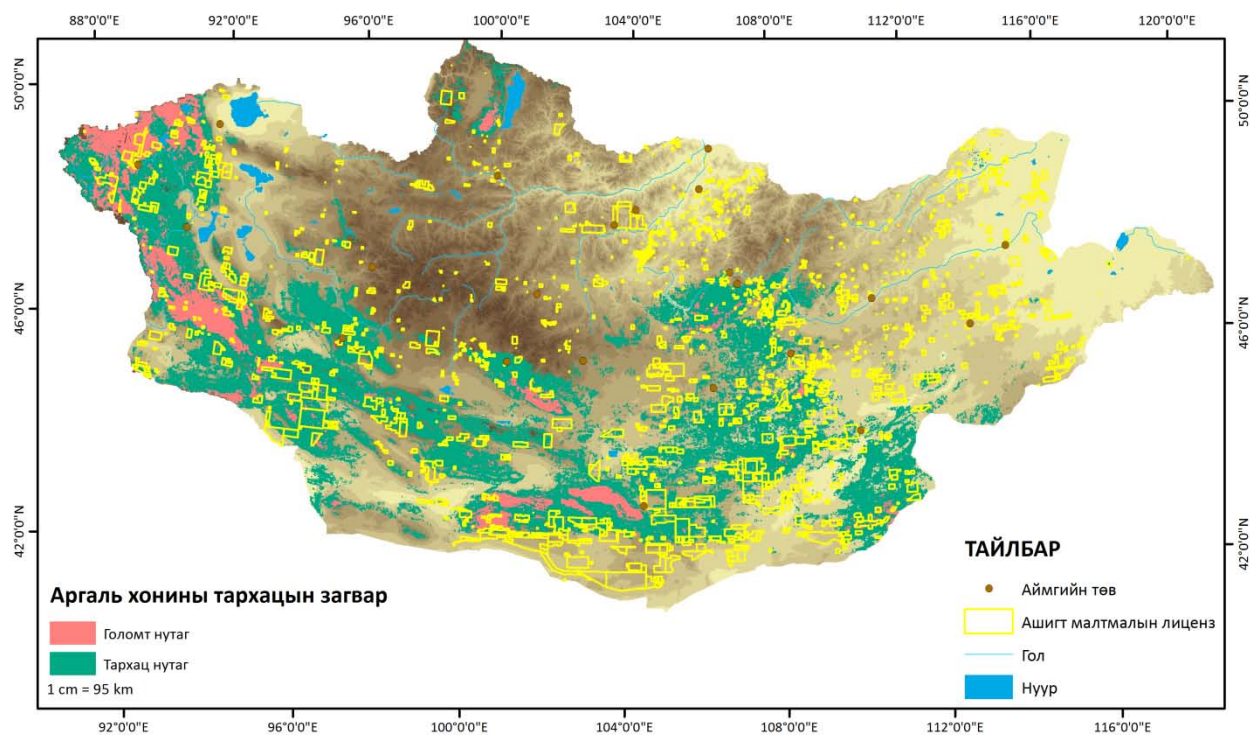 88°0'0"E 92°0'0"E 96°0'0"E 100°0'0"E 104°0'0"E 108°0'0"E 112°0'0"E 116°0'0"E 120°0'0"E
50°0'0"N
50°0'0"N
46°0'0"N
46°0'0"N
42°0'0"N
42°0'0"N
Аргаль хонины тархацын загвар
Голомт нутаг
Тархац нутаг
1 cm = 95 km
ТАЙЛБАР
Аймгийн төв
Ашигт малтмалын лиценз
Гол
Нуур
92°0'0"E 96°0'0"E 100°0'0"E 104°0'0"E 108°0'0"E 112°0'0"E 116°0'0"E